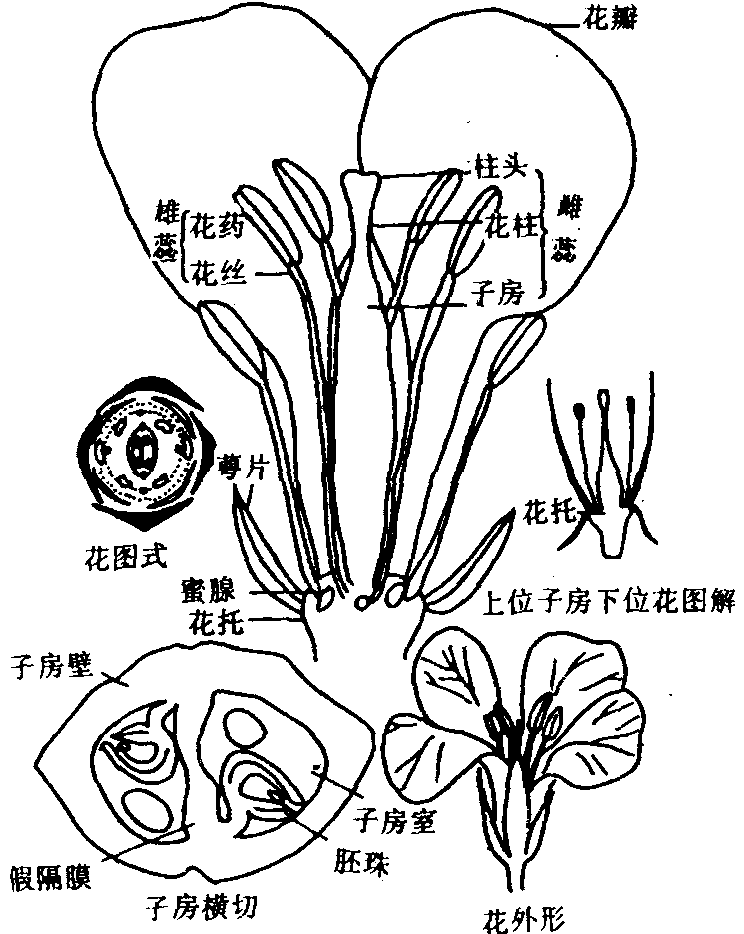 花瓣
柱头
雄蕊
花药
花柱
雌蕊
花丝
子房
萼片
花托
花图式
蜜腺
上位子房下位花图解
花托
子房壁
子房室
胚珠
假隔膜
子房横切
花外形